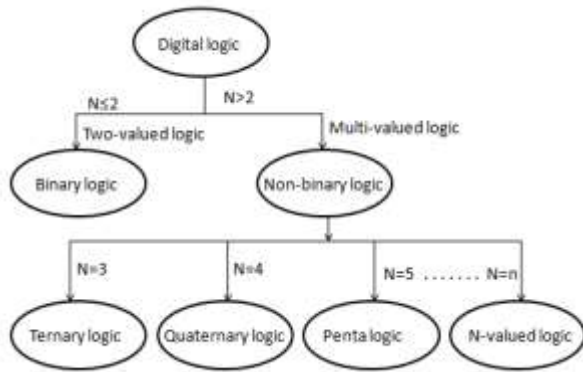 Digital logic
N≤2
N>2
Two-valued logic
Multi-valued logic
Binary logic
Non-binary logic
N=3
N=4
N=5 ....... N=n
Ternary logic
Quaternary logic
Penta logic
N-valued logic